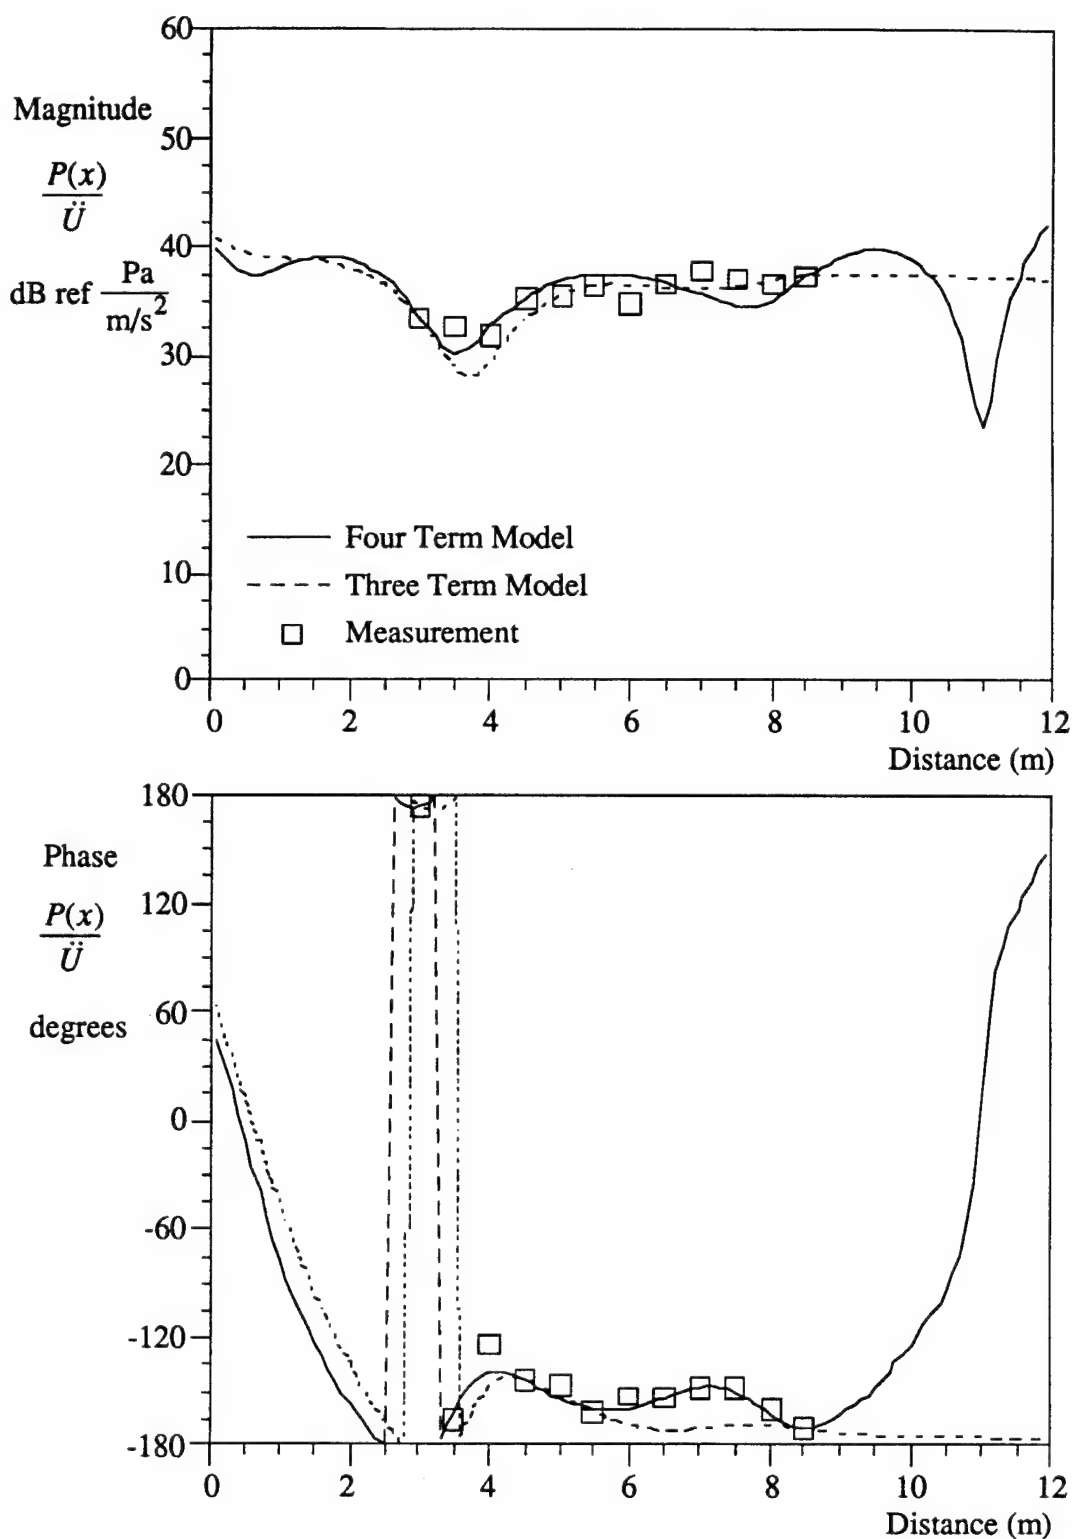 60
Magnitude
50
P(x)
Ü
40
dB ref Pa
m/s²
30
20
Four Term Model
10
Three Term Model
Measurement
0
0 2 4 6 8 10 12
Distance (m)
180
Phase
120
P(x)
Ü
60
degrees
0
-60
-120
-180
0 2 4 6 8 10 12
Distance (m)